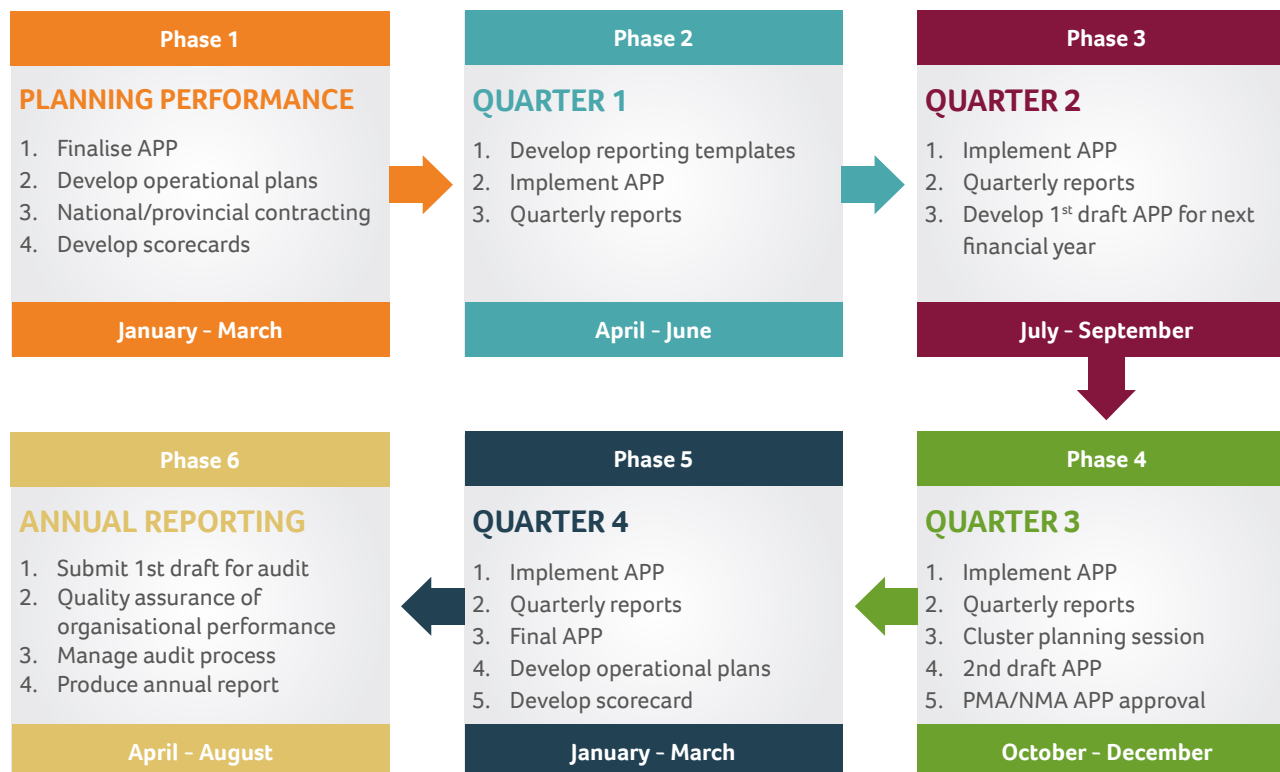 Phase 1
PLANNING PERFORMANCE
1. Finalise APP
2. Develop operational plans
3. National/provincial contracting
4. Develop scorecards
January - March
Phase 2
QUARTER 1
1. Develop reporting templates
2. Implement APP
3. Quarterly reports
April - June
Phase 3
QUARTER 2
1. Implement APP
2. Quarterly reports
3. Develop 1st draft APP for next
financial year
July - September
Phase 4
QUARTER 3
1. Implement APP
2. Quarterly reports
3. Cluster planning session
4. 2nd draft APP
5. PMA/NMA APP approval
October - December
Phase 5
QUARTER 4
1. Implement APP
2. Quarterly reports
3. Final APP
4. Develop operational plans
5. Develop scorecard
January - March
Phase 6
ANNUAL REPORTING
1. Submit 1st draft for audit
2. Quality assurance of
organisational performance
3. Manage audit process
4. Produce annual report
April - August